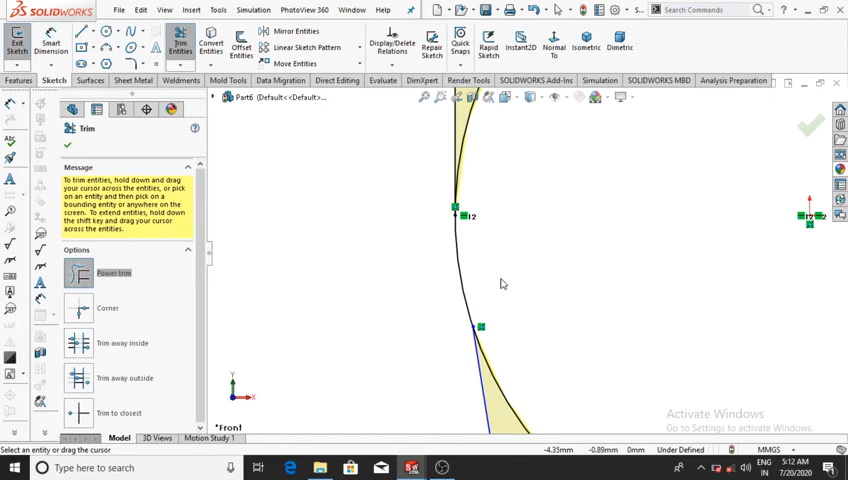 SOLIDWORKS
File Edit View Insert Tools Simulation PhotoView 360 Window Help
S...
Search Commands
Exit Sketch
Smart Dimension
Trim Entities
Convert Entities
Offset Entities
Mirror Entities
Linear Sketch Pattern
Move Entities
Display/Delete Relations
Repair Sketch
Quick Snaps
Rapid Sketch
Instant2D
Normal To
Isometric
Dimetric
Features Sketch Surfaces Sheet Metal Weldments Mold Tools Data Migration Direct Editing Evaluate DimXpert Render Tools SOLIDWORKS Add-Ins Simulation SOLIDWORKS MBD Analysis Preparation
Part6 (Default<<Default>...
Trim
Message
To trim entities, hold down and drag
your cursor across the entities, or pick
on an entity and then pick on a
bounding entity or anywhere on the
screen. To extend entities, hold down
the shift key and drag your cursor
across the entities.
Options
Power trim
Corner
Trim away inside
Trim away outside
Trim to closest
12
Y
X
*Front
Activate Windows
Go to Settings to activate Windows.
Model 3D Views Motion Study 1
Select an entity or drag the cursor
-4.35mm -0.89mm 0mm Under Defined MMGS
Type here to search
ENG
IN
5:12 AM
7/20/2020